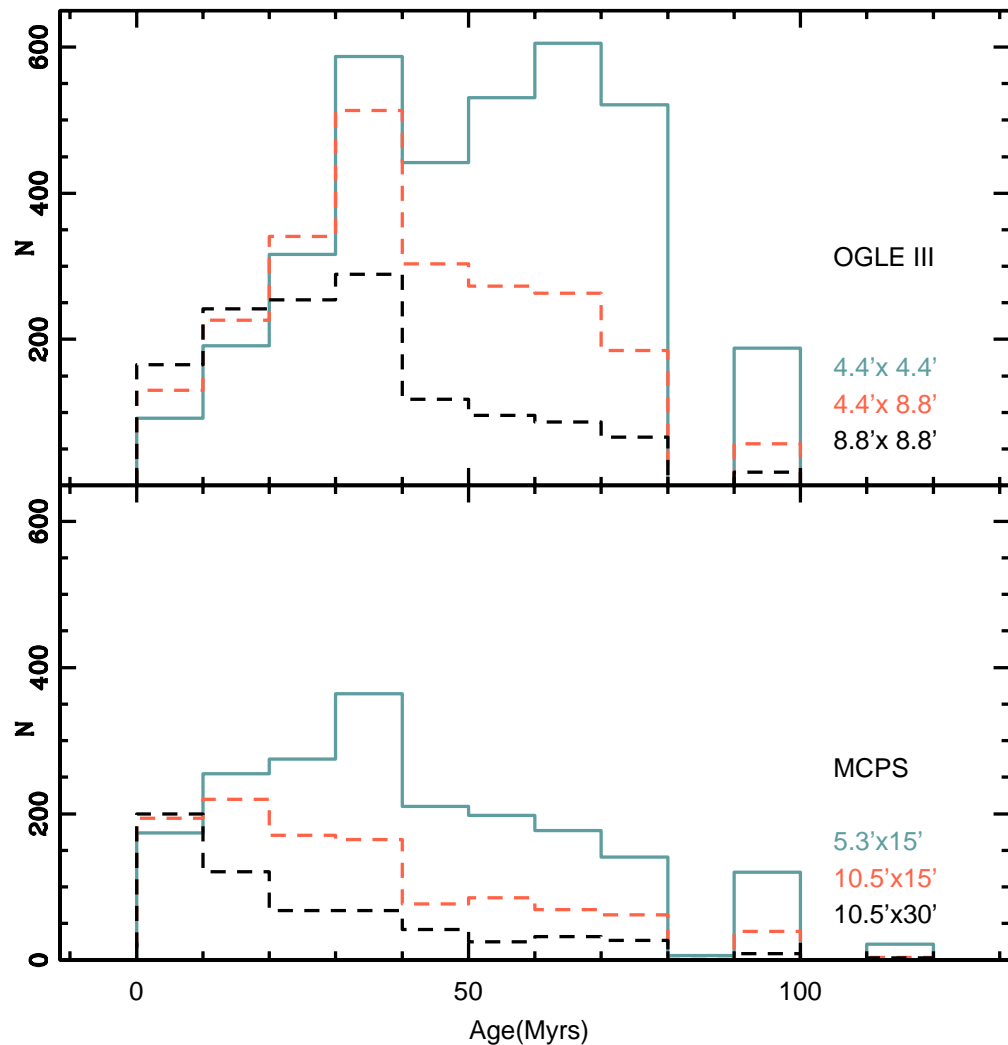 600
400
200
N
OGLE III
4.4’x 4.4’
4.4’x 8.8’
8.8’x 8.8’
600
400
200
0
N
MCPS
5.3’x15’
10.5’x15’
10.5’x30’
0 50 100
Age(Myrs)